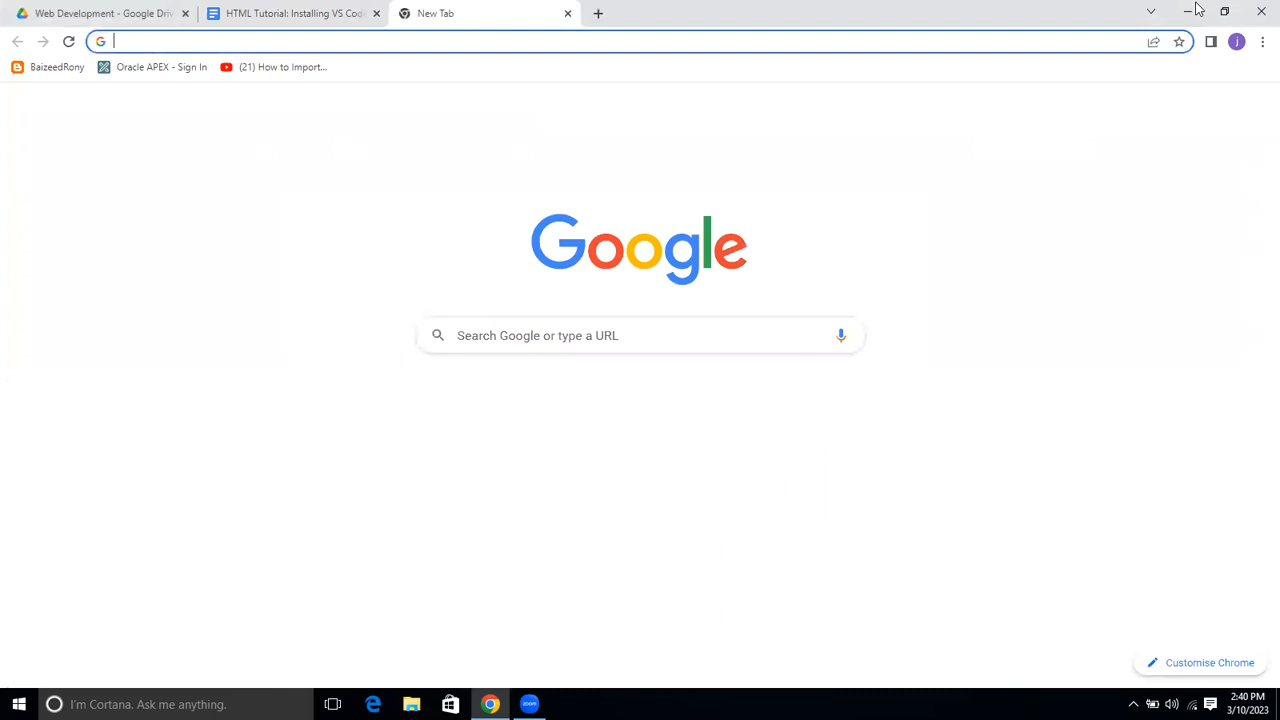 Web Development - Google Driv
HTML Tutorial: Installing VS Cod
New Tab
BaizeedRony
Oracle APEX - Sign In
(21) How to Import...
Google
Search Google or type a URL
Customise Chrome
I'm Cortana. Ask me anything.
zoom
2:40 PM
3/10/2023
j